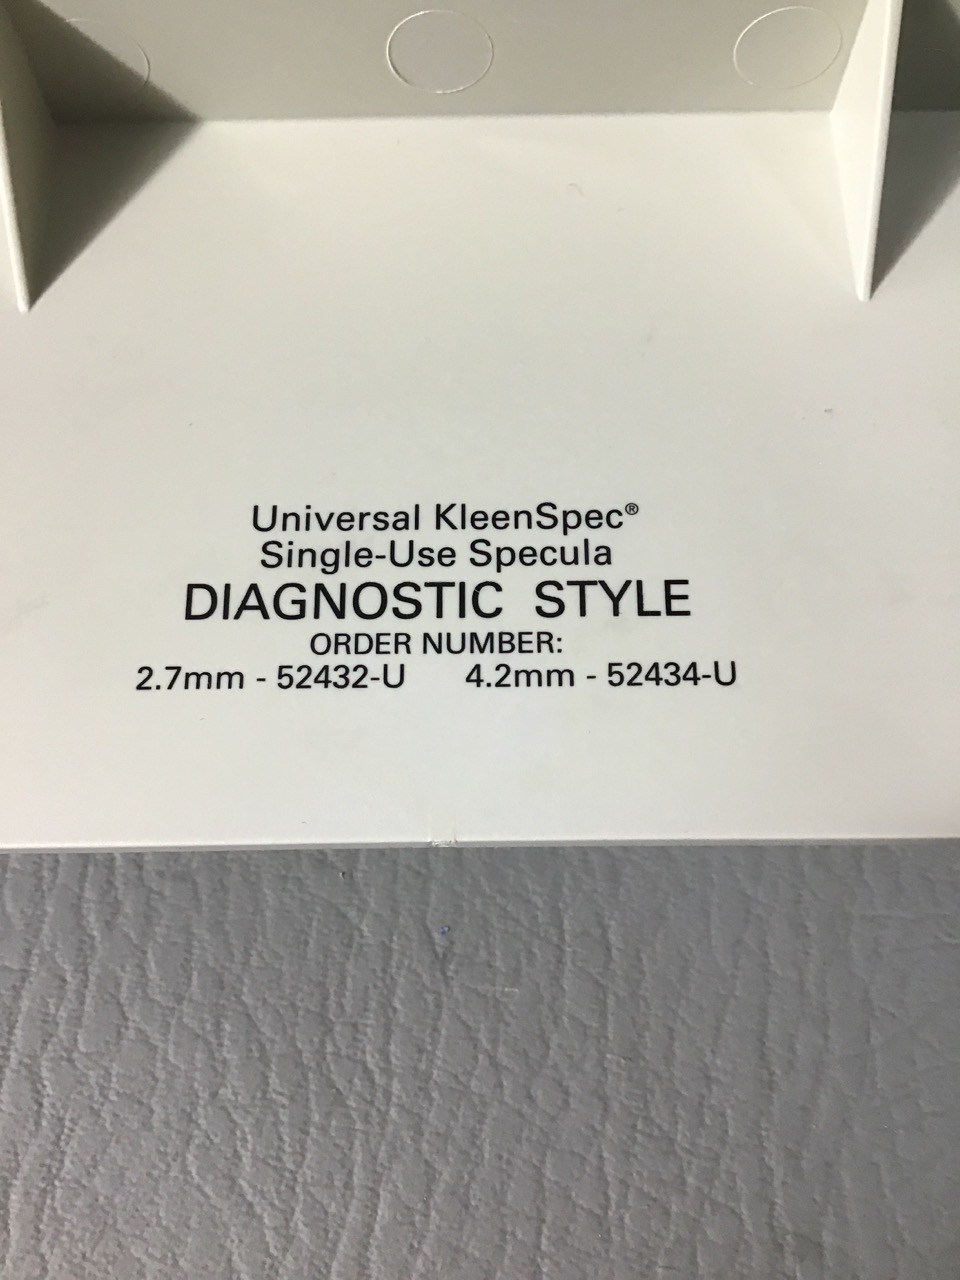 Universal KleenSpec®
Single-Use Specula
DIAGNOSTIC STYLE
ORDER NUMBER:
2.7mm - 52432-U 4.2mm - 52434-U